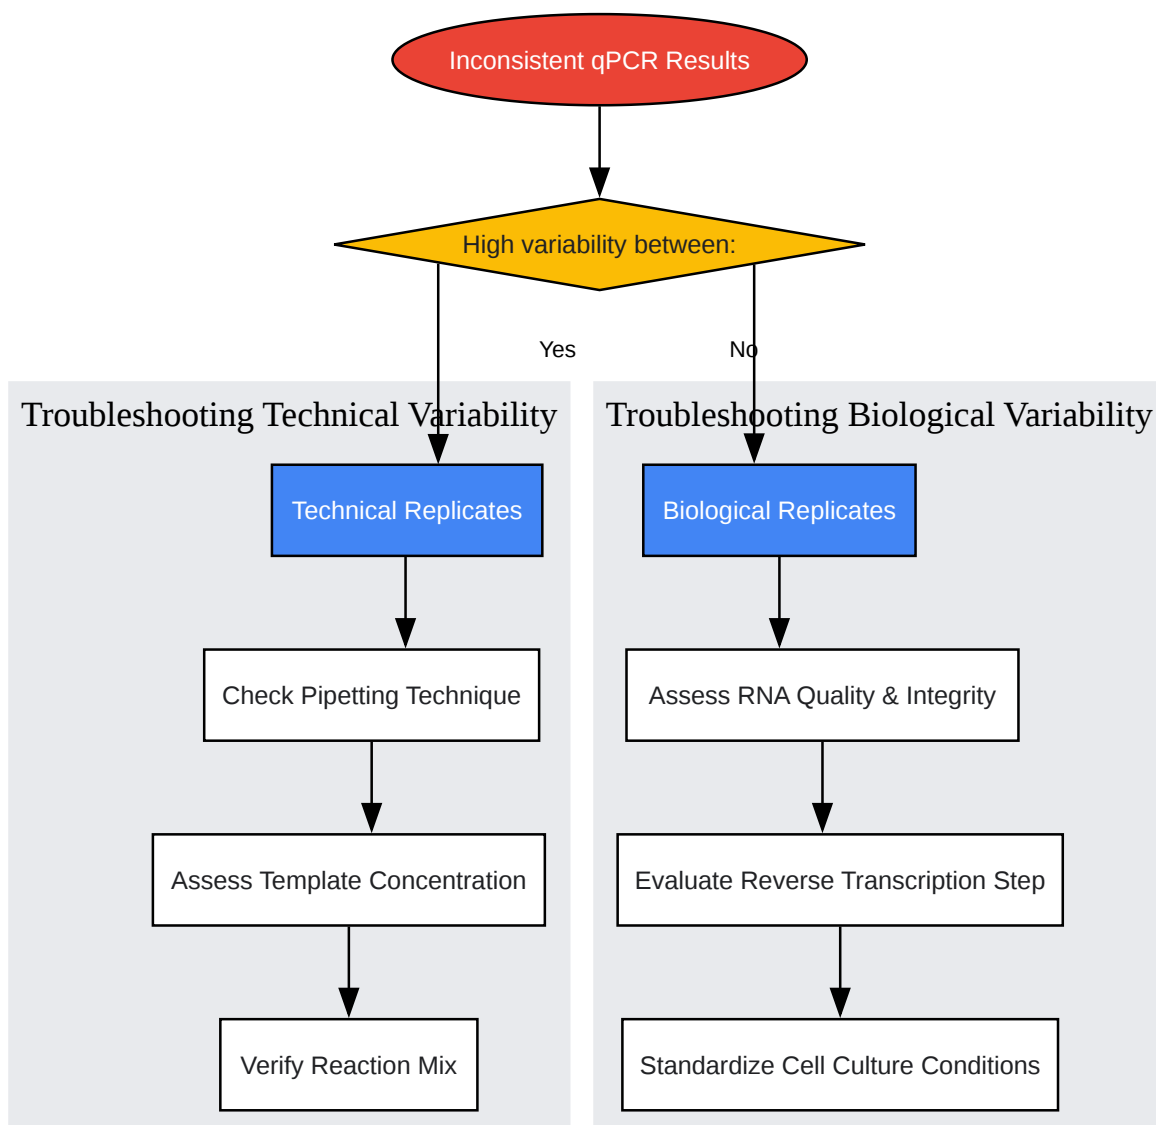 Inconsistent qPCR Results
High variability between:
Yes
No
Troubleshooting Technical Variability
Technical Replicates
Check Pipetting Technique
Assess Template Concentration
Verify Reaction Mix
Troubleshooting Biological Variability
Biological Replicates
Assess RNA Quality & Integrity
Evaluate Reverse Transcription Step
Standardize Cell Culture Conditions